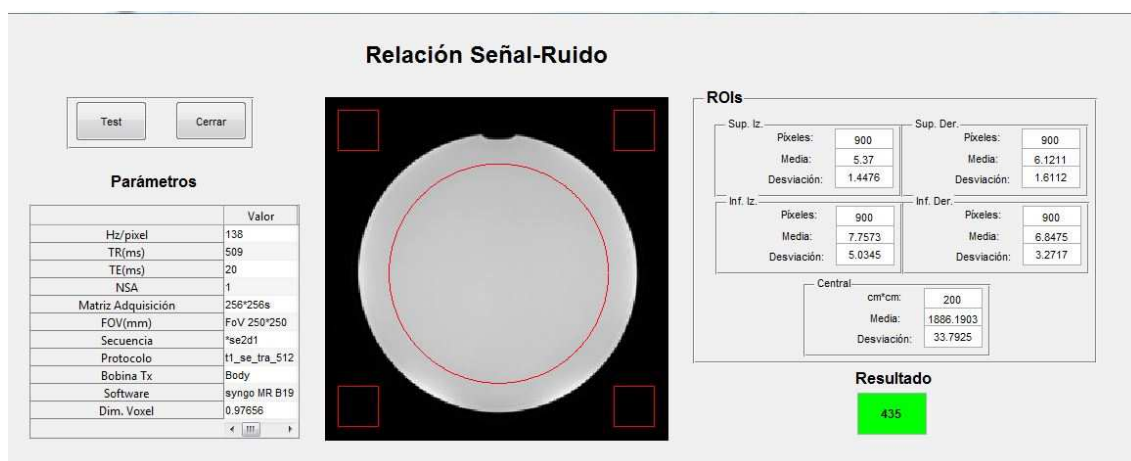 Relación Señal-Ruido
Test Cerrar
Parámetros
Valor
Hz/pixel 138
TR(ms) 509
TE(ms) 20
NSA 1
Matriz Adquisición 256*256s
FOV(mm) FoV 250*250
Secuencia *se2d1
Protocolo t1_se_tra_512
Bobina Tx Body
Software syngo MR B19
Dim. Voxel 0.97656
ROIs
Sup. Iz.
Píxeles: 900
Media: 5.37
Desviación: 1.4476
Sup. Der.
Píxeles: 900
Media: 6.1211
Desviación: 1.6112
Inf. Iz.
Píxeles: 900
Media: 7.7573
Desviación: 5.0345
Inf. Der.
Píxeles: 900
Media: 6.8475
Desviación: 3.2717
Central
cm*cm: 200
Media: 1886.1903
Desviación: 33.7925
Resultado
435